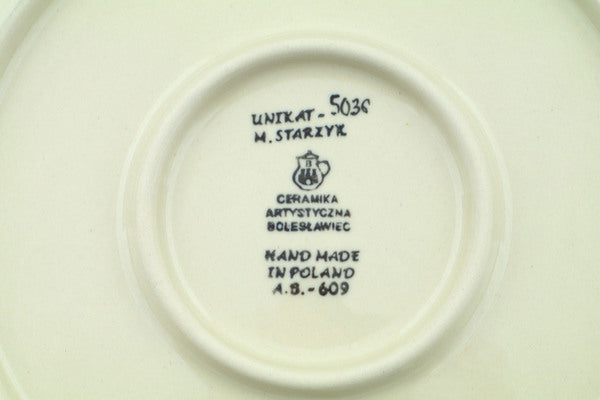 UNIKAT - 5036
M. STARZYK
B
CERAMIKA
ARTYSTYCZNA
BOLESŁAWIEC
HAND MADE
IN POLAND
A.B.-609